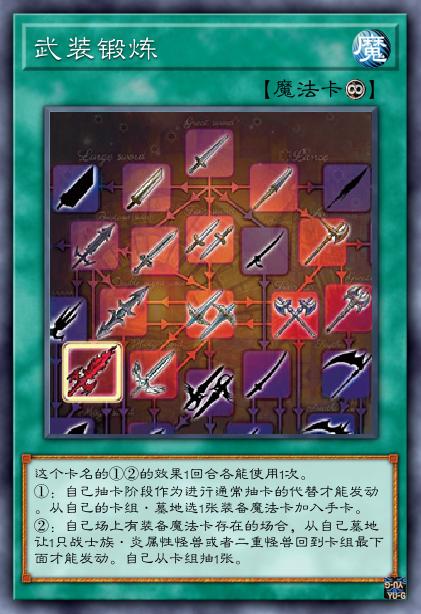 武装锻炼
魔
【魔法卡】
Great sword
Large sword
Lance
这个卡名的①②的效果1回合各能使用1次。
①：自己抽卡阶段作为进行通常抽卡的代替才能发动
。从自己的卡组·墓地选1张装备魔法卡加入手卡。
②：自己场上有装备魔法卡存在的场合，从自己墓地
让1只战士族·炎属性怪兽或者二重怪兽回到卡组最下
面才能发动。自己从卡组抽1张。